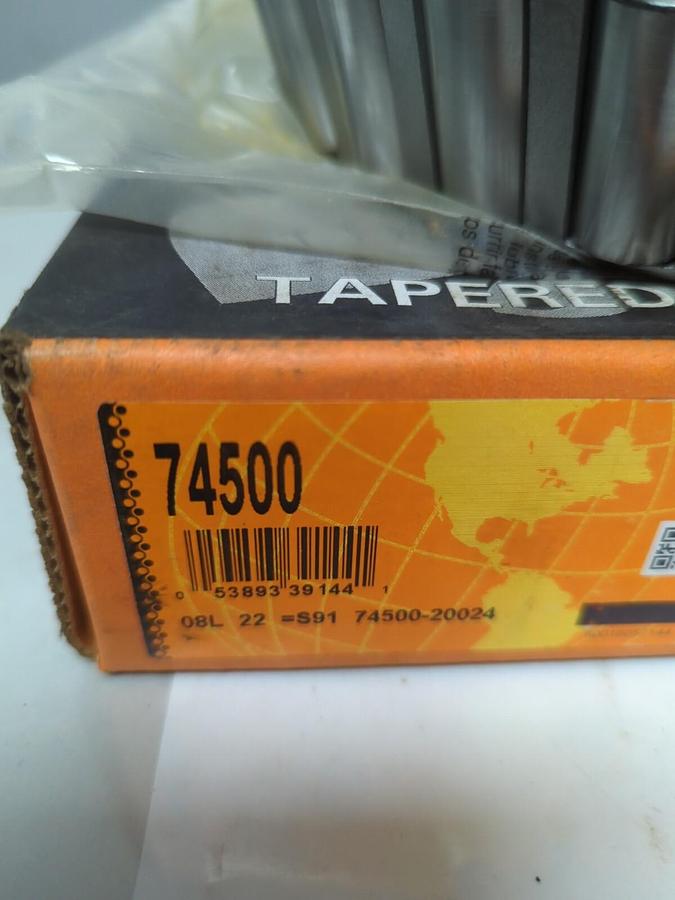 TAPERED
74500
0 53893 39144 1
08L 22 =S91 74500-20024